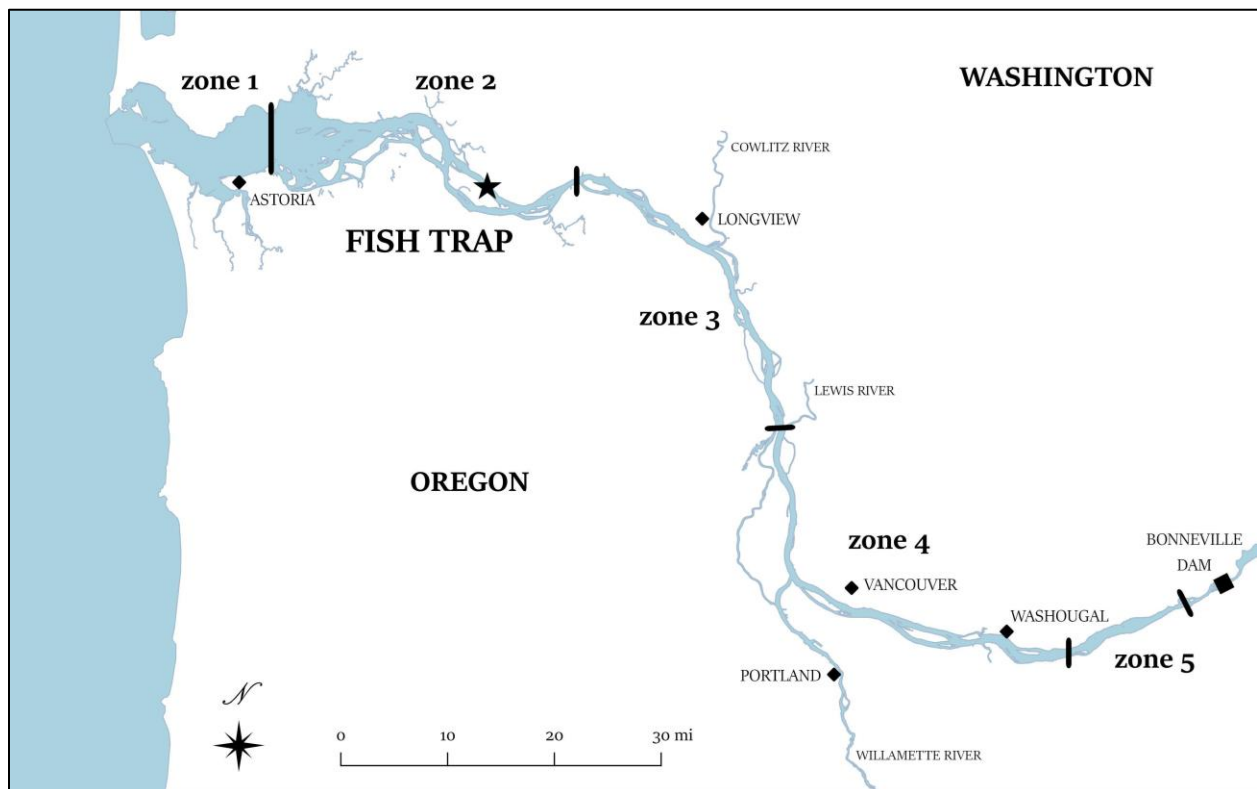 zone 1
zone 2
WASHINGTON
COWLITZ RIVER
ASTORIA
LONGVIEW
FISH TRAP
zone 3
LEWIS RIVER
OREGON
zone 4
BONNEVILLE
DAM
VANCOUVER
WASHOUGAL
zone 5
PORTLAND
N
0
10
20
30 mi
WILLAMETTE RIVER